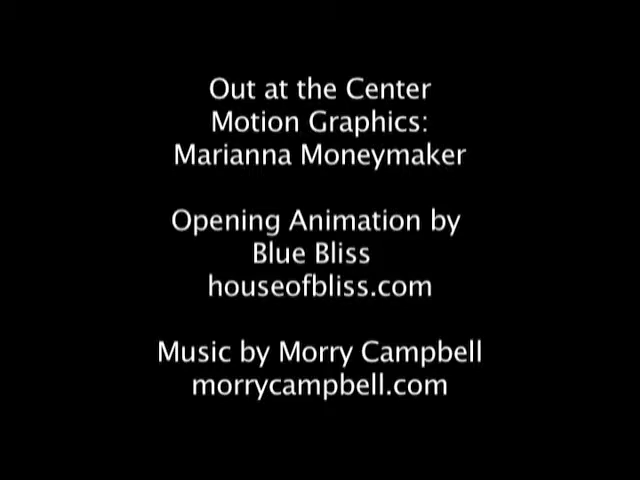 Out at the Center
Motion Graphics:
Marianna Moneymaker
Opening Animation by
Blue Bliss
houseofbliss.com
Music by Morry Campbell
morrycampbell.com